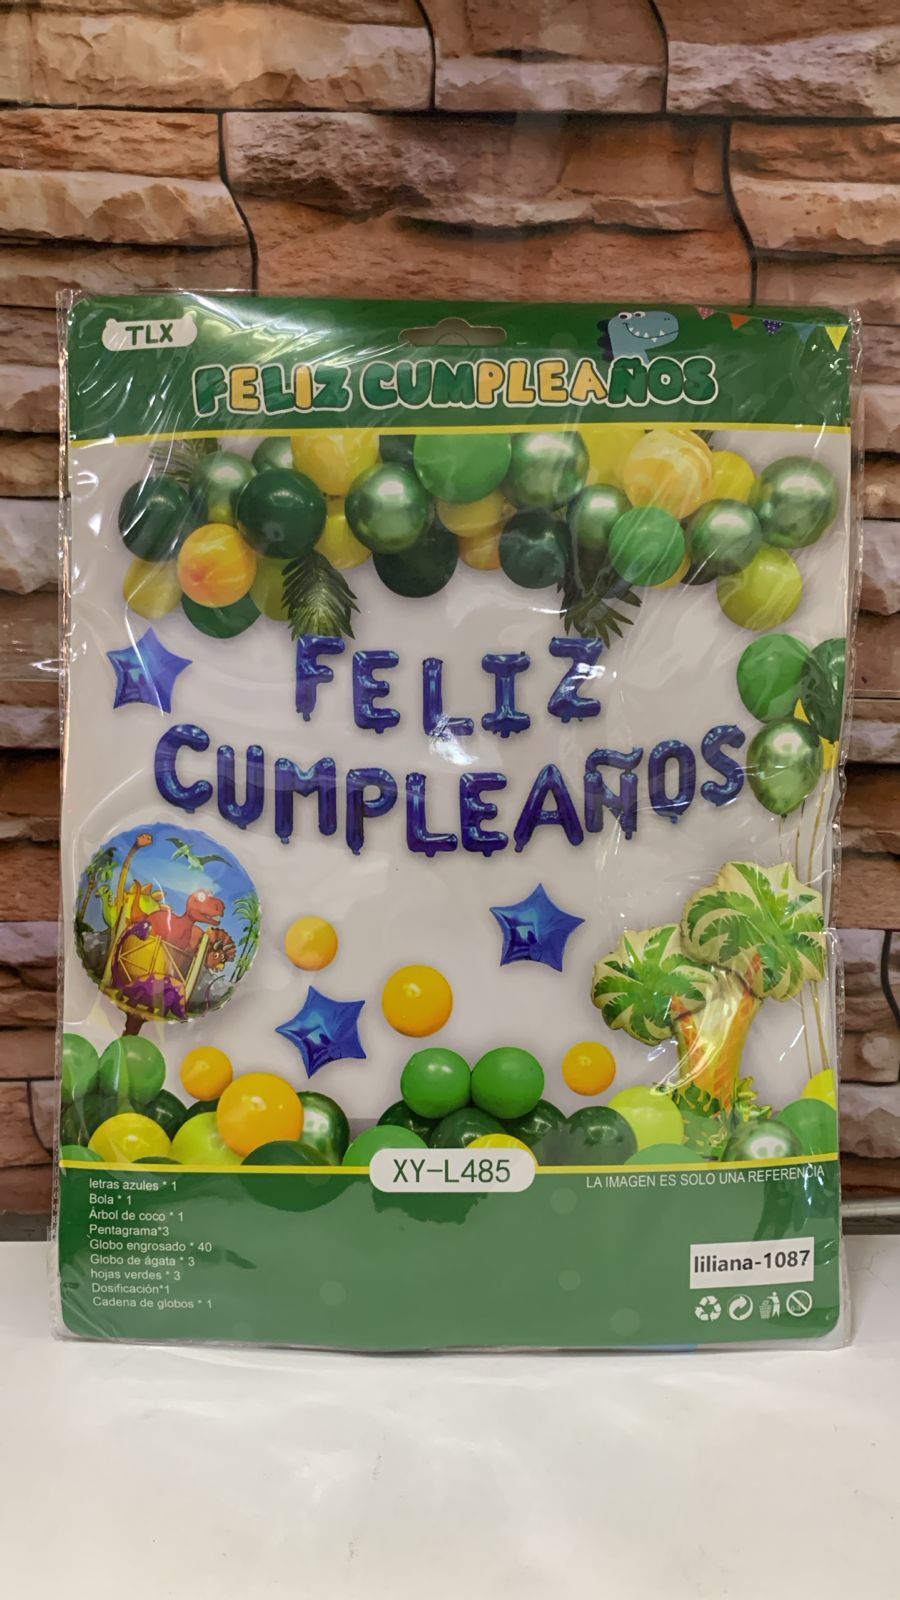 TLX
FELIZ CUMPLEAÑOS
FELIZ
CUMPLEAÑOS
XY-L485
LA IMAGEN ES SOLO UNA REFERENCIA
letras azules * 1
Bola * 1
Árbol de coco * 1
Pentagrama*3
Globo engrosado * 40
Globo de ágata * 3
hojas verdes * 3
Dosificación*1
Cadena de globos * 1
liliana-1087